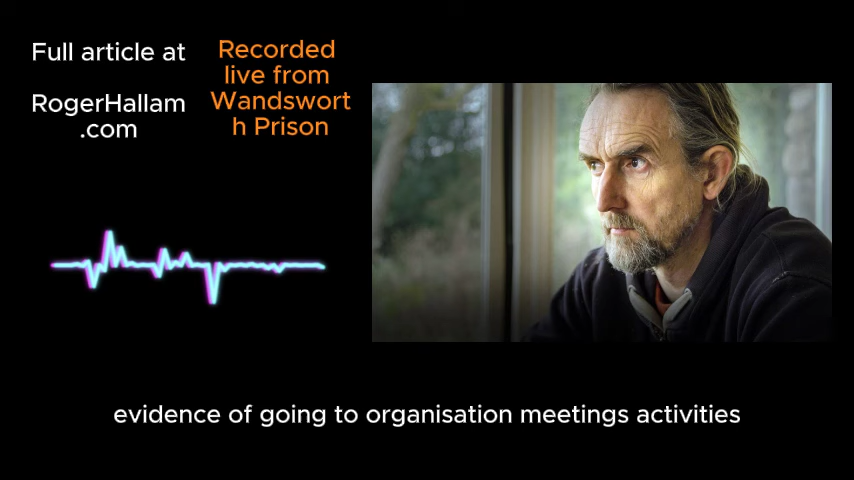 Full article at
RogerHallam
.com
Recorded
live from
Wandswort
h Prison
evidence of going to organisation meetings activities